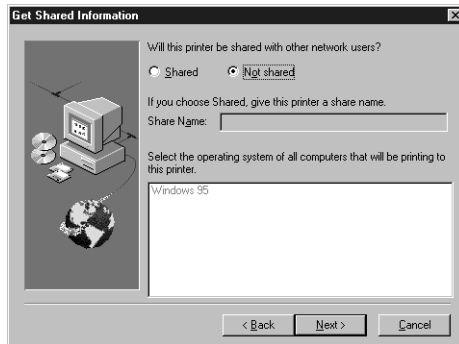 Get Shared Information
Will this printer be shared with other network users?
Shared Not shared
If you choose Shared, give this printer a share name.
Share Name:
Select the operating system of all computers that will be printing to
this printer.
Windows 95
< Back Next > Cancel